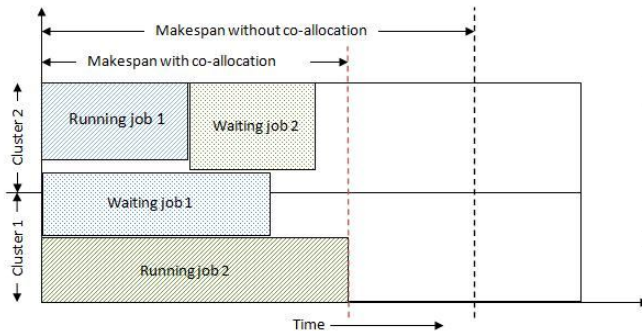 Makespan without co-allocation
Makespan with co-allocation
Cluster 2
Running job 1
Waiting job 2
Cluster 1
Waiting job 1
Running job 2
Time